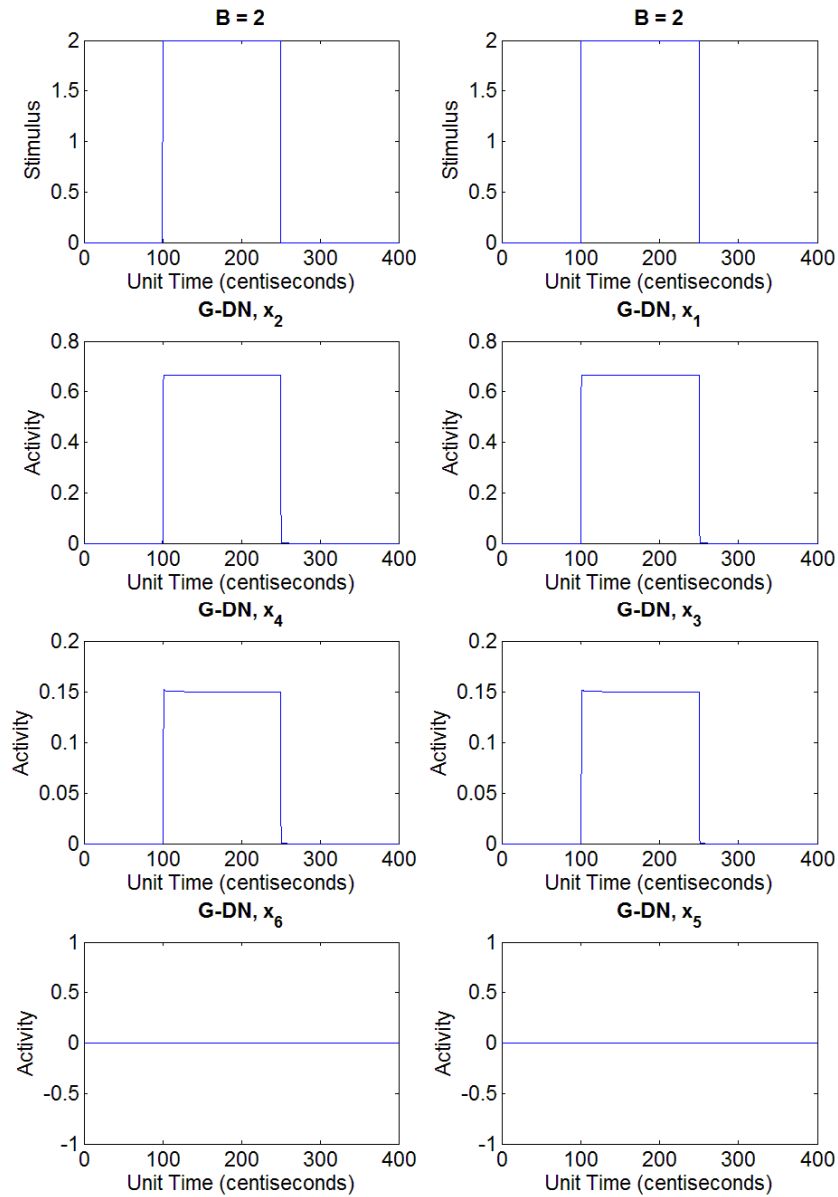 B = 2
B = 2
Stimulus
2
1.5
1
0.5
0
0 100 200 300 400
Unit Time (centiseconds)
Stimulus
2
1.5
1
0.5
0
0 100 200 300 400
Unit Time (centiseconds)
G-DN, x2
G-DN, x1
Activity
0.8
0.6
0.4
0.2
0
0 100 200 300 400
Unit Time (centiseconds)
Activity
0.8
0.6
0.4
0.2
0
0 100 200 300 400
Unit Time (centiseconds)
G-DN, x4
G-DN, x3
Activity
0.2
0.15
0.1
0.05
0
0 100 200 300 400
Unit Time (centiseconds)
Activity
0.2
0.15
0.1
0.05
0
0 100 200 300 400
Unit Time (centiseconds)
G-DN, x6
G-DN, x5
Activity
1
0.5
0
-0.5
-1
0 100 200 300 400
Unit Time (centiseconds)
Activity
1
0.5
0
-0.5
-1
0 100 200 300 400
Unit Time (centiseconds)